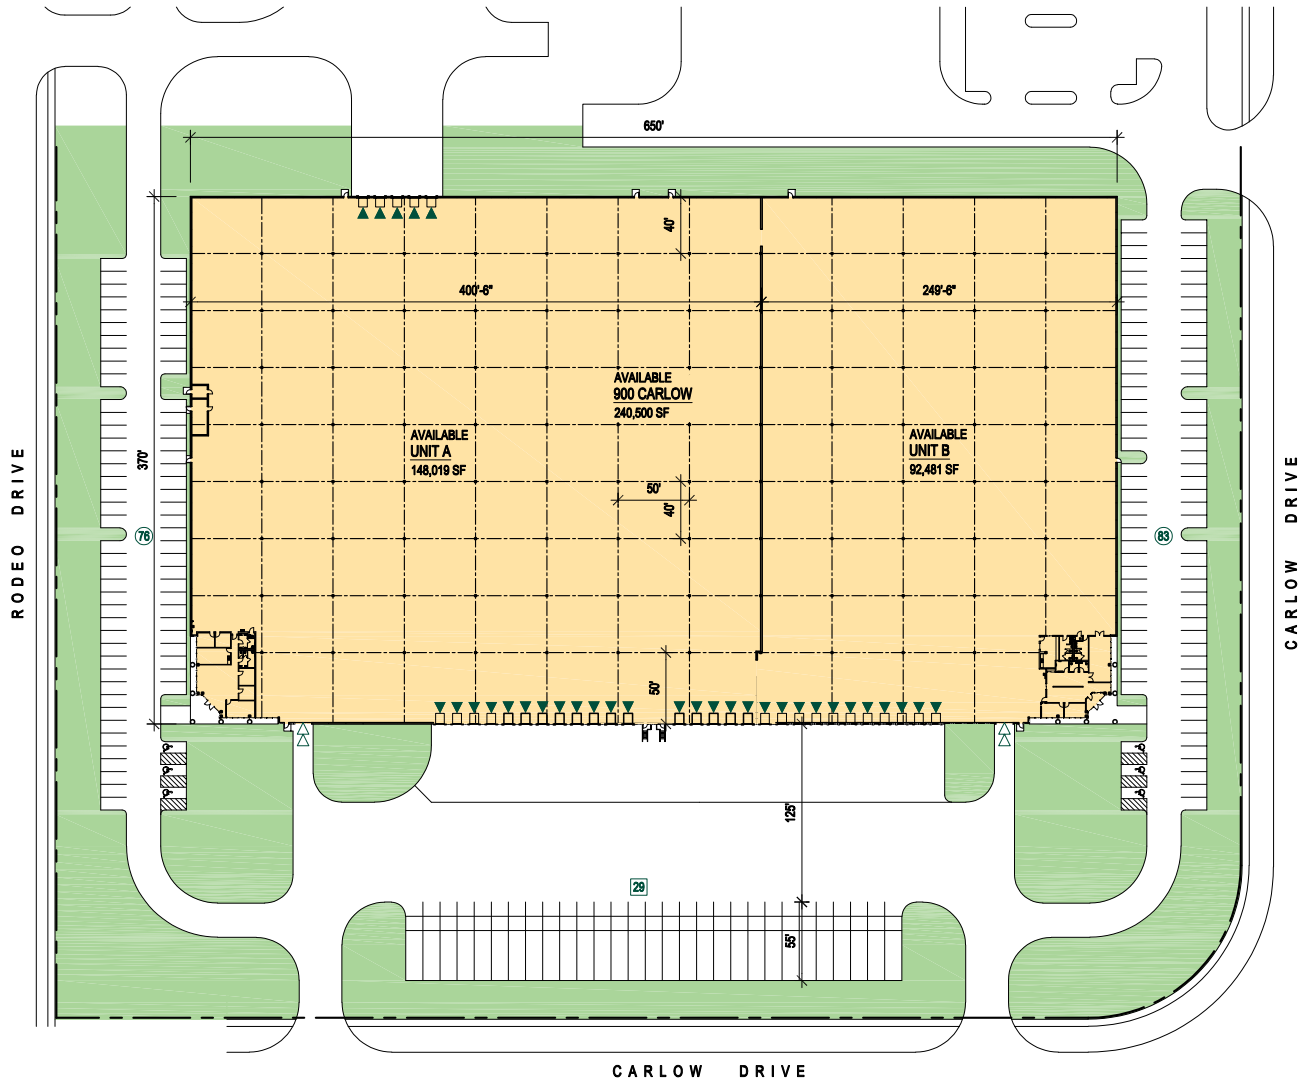 650'
40'
400'-6"
249'-6"
AVAILABLE
900 CARLOW
240,500 SF
AVAILABLE
UNIT A
148,019 SF
AVAILABLE
UNIT B
92,481 SF
370'
50'
40'
76
83
RODEO DRIVE
CARLOW DRIVE
50'
125'
29
55'
CARLOW DRIVE